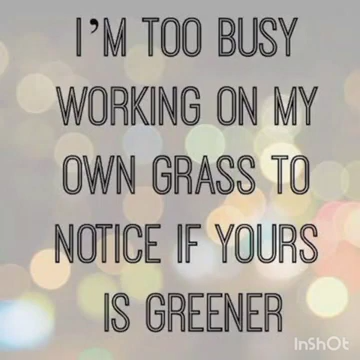 I'M TOO BUSY
WORKING ON MY
OWN GRASS TO
NOTICE IF YOURS
IS GREENER
InShOt